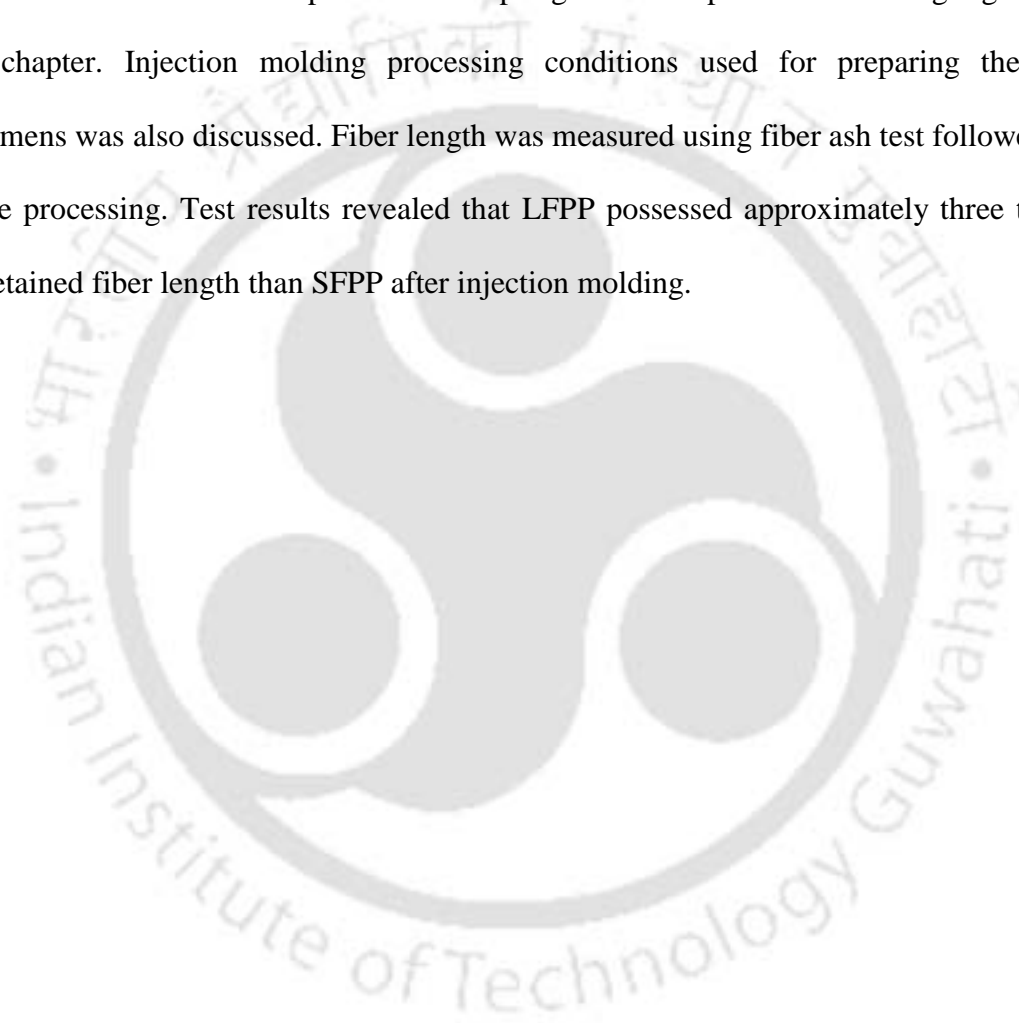 chapter. Injection molding processing conditions used for preparing the
mens was also discussed. Fiber length was measured using fiber ash test followe
e processing. Test results revealed that LFPP possessed approximately three t
etained fiber length than SFPP after injection molding.
भारतीय प्रौद्योगिकी संस्थान गुवाहाटी
Indian Institute of Technology Guwahati